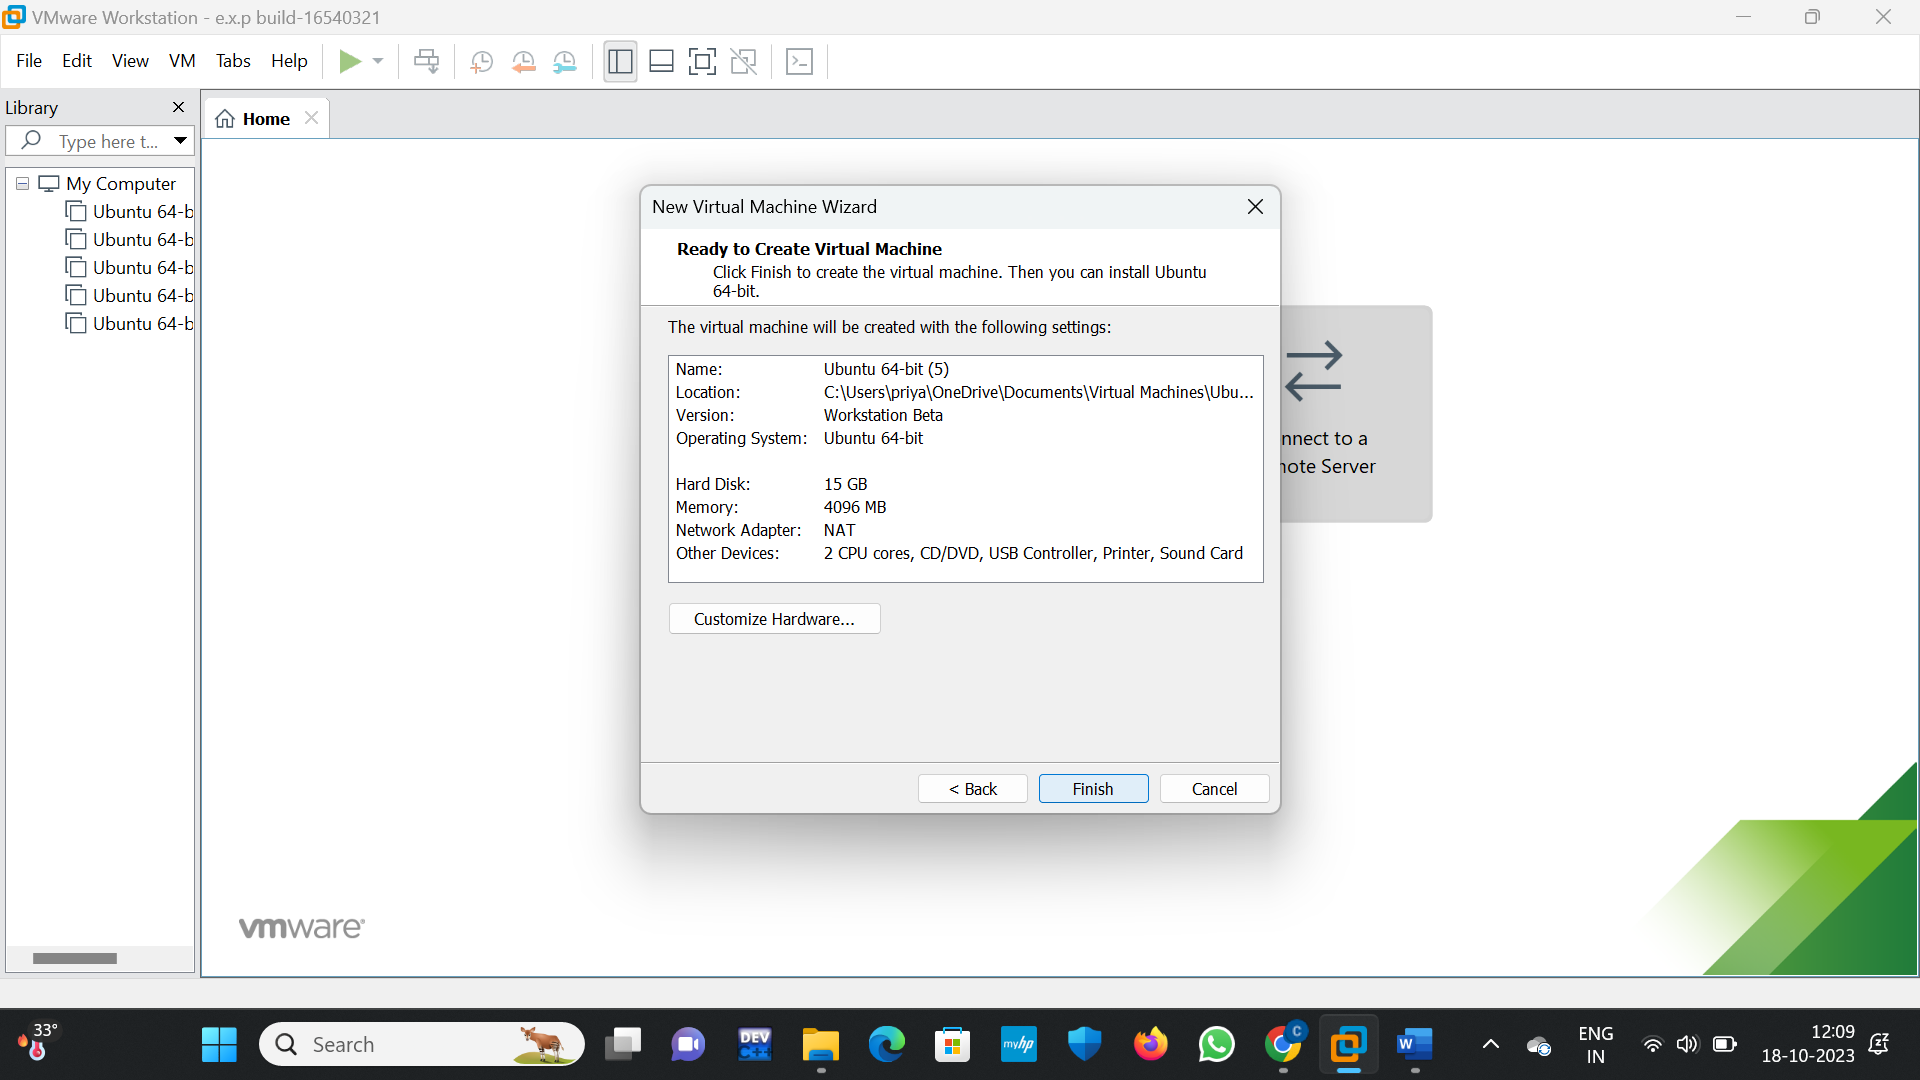 VMware Workstation - e.x.p build-16540321
File Edit View VM Tabs Help
Library
Home
Type here t...
My Computer
Ubuntu 64-b
Ubuntu 64-b
Ubuntu 64-b
Ubuntu 64-b
Ubuntu 64-b
New Virtual Machine Wizard
Ready to Create Virtual Machine
Click Finish to create the virtual machine. Then you can install Ubuntu
64-bit.
The virtual machine will be created with the following settings:
Name: Ubuntu 64-bit (5)
Location: C:\Users\priya\OneDrive\Documents\Virtual Machines\Ubu...
Version: Workstation Beta
Operating System: Ubuntu 64-bit
Hard Disk: 15 GB
Memory: 4096 MB
Network Adapter: NAT
Other Devices: 2 CPU cores, CD/DVD, USB Controller, Printer, Sound Card
Customize Hardware...
< Back Finish Cancel
nnect to a
note Server
vmware
33°
Search
DEV
C++
myhp
C
W
ENG
IN
12:09
18-10-2023